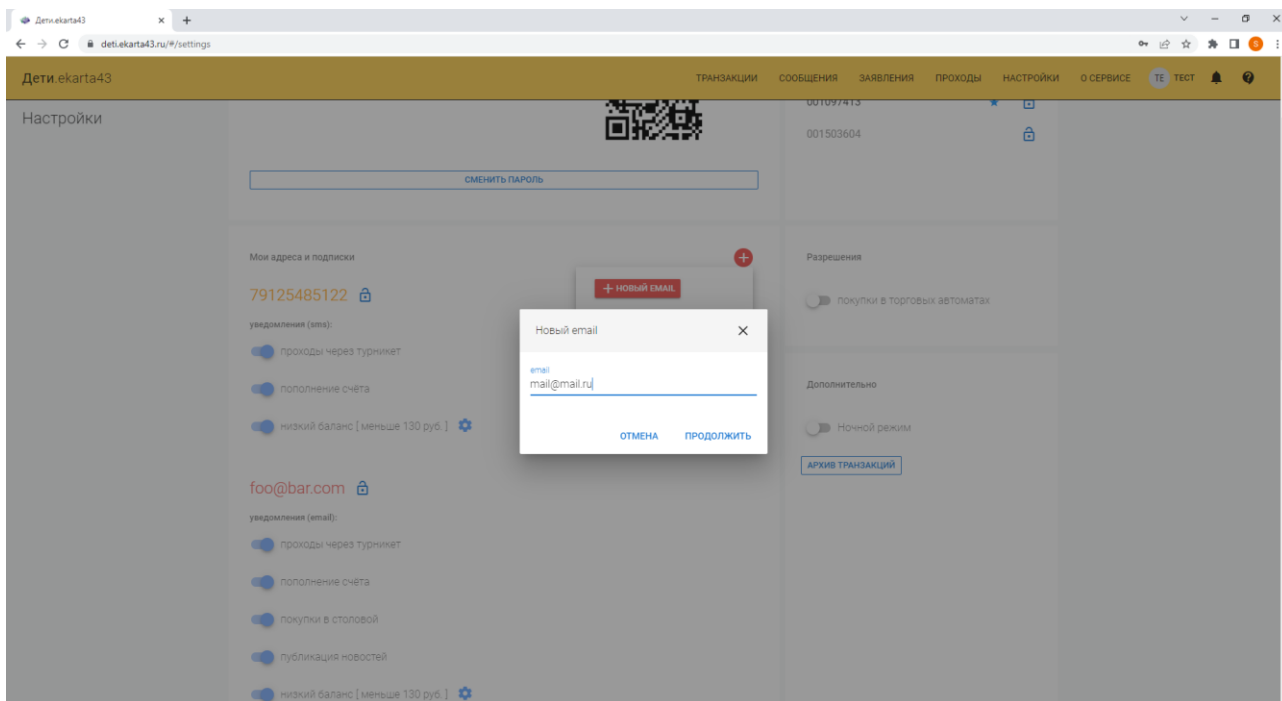 Дети.ekarta43
deti.ekarta43.ru/#/settings
S
Дети.ekarta43
ТРАНЗАКЦИИ СООБЩЕНИЯ ЗАЯВЛЕНИЯ ПРОХОДЫ НАСТРОЙКИ О СЕРВИСЕ ТЕ ТЕСТ
Настройки
001097413
001503604
СМЕНИТЬ ПАРОЛЬ
Мои адреса и подписки
+ НОВЫЙ EMAIL
79125485122
уведомления (sms):
проходы через турникет
пополнение счёта
низкий баланс [ меньше 130 руб. ]
foo@bar.com
уведомления (email):
проходы через турникет
пополнение счёта
покупки в столовой
публикация новостей
низкий баланс [ меньше 130 руб. ]
Новый email
email
mail@mail.ru
ОТМЕНА ПРОДОЛЖИТЬ
Разрешения
покупки в торговых автоматах
Дополнительно
Ночной режим
АРХИВ ТРАНЗАКЦИЙ